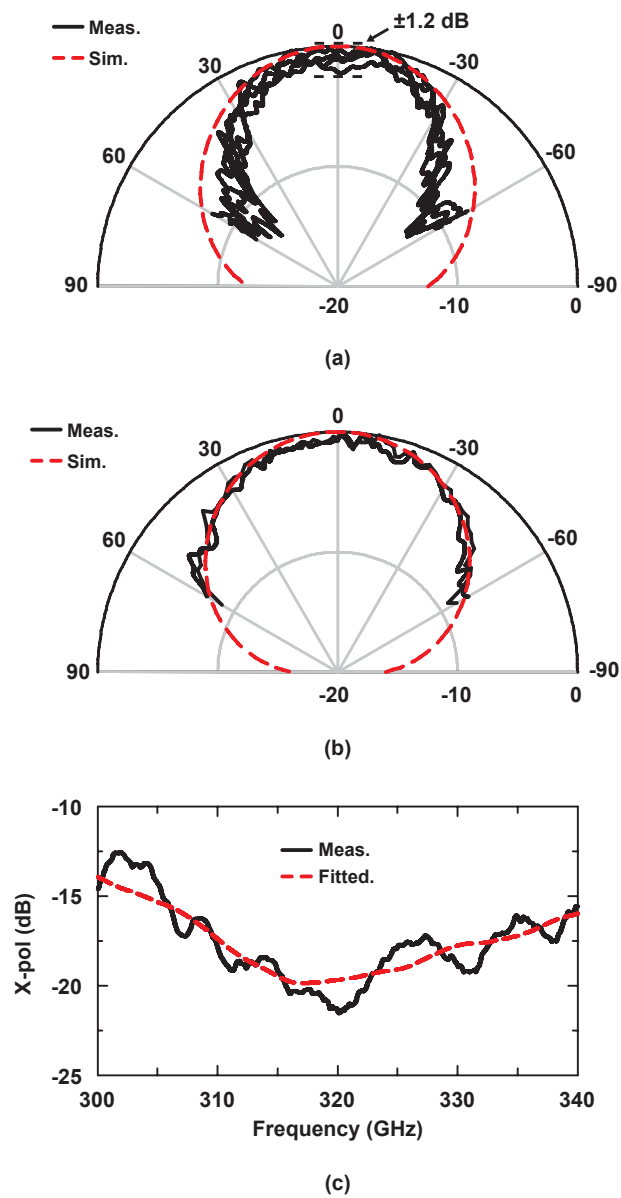 Meas.
Sim.
±1.2 dB
0
30
-30
60
-60
90
-90
-20
-10
0
(a)
Meas.
Sim.
0
30
-30
60
-60
90
-90
-20
-10
0
(b)
-10
-15
-20
-25
X-pol (dB)
Meas.
Fitted.
300
310
320
330
340
Frequency (GHz)
(c)